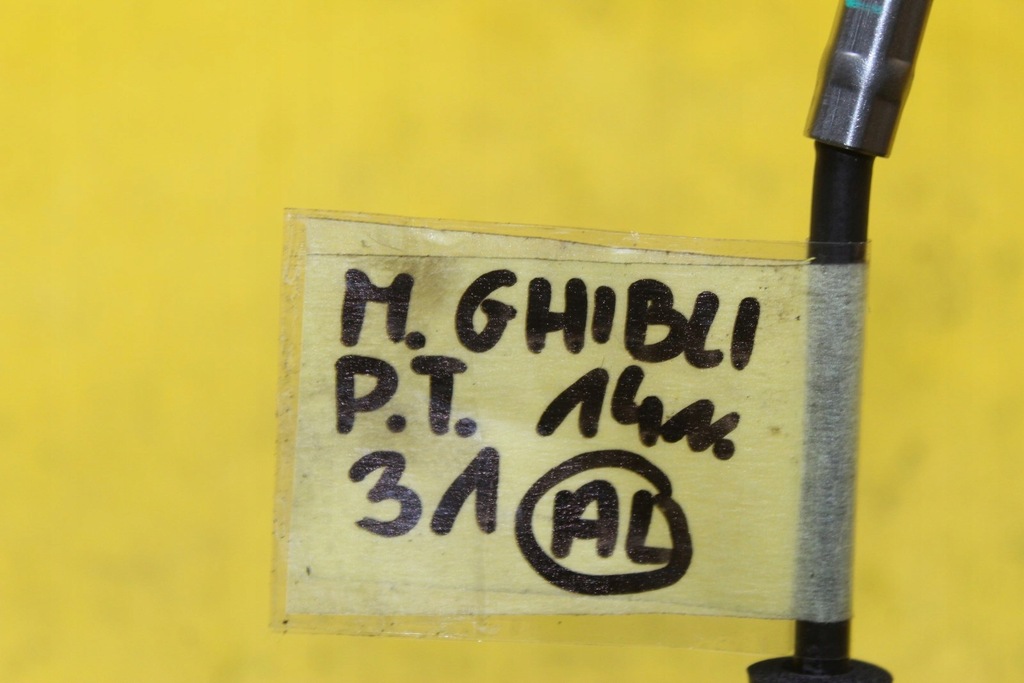 M. GHIBLI
P.T. 14r.
31 AL